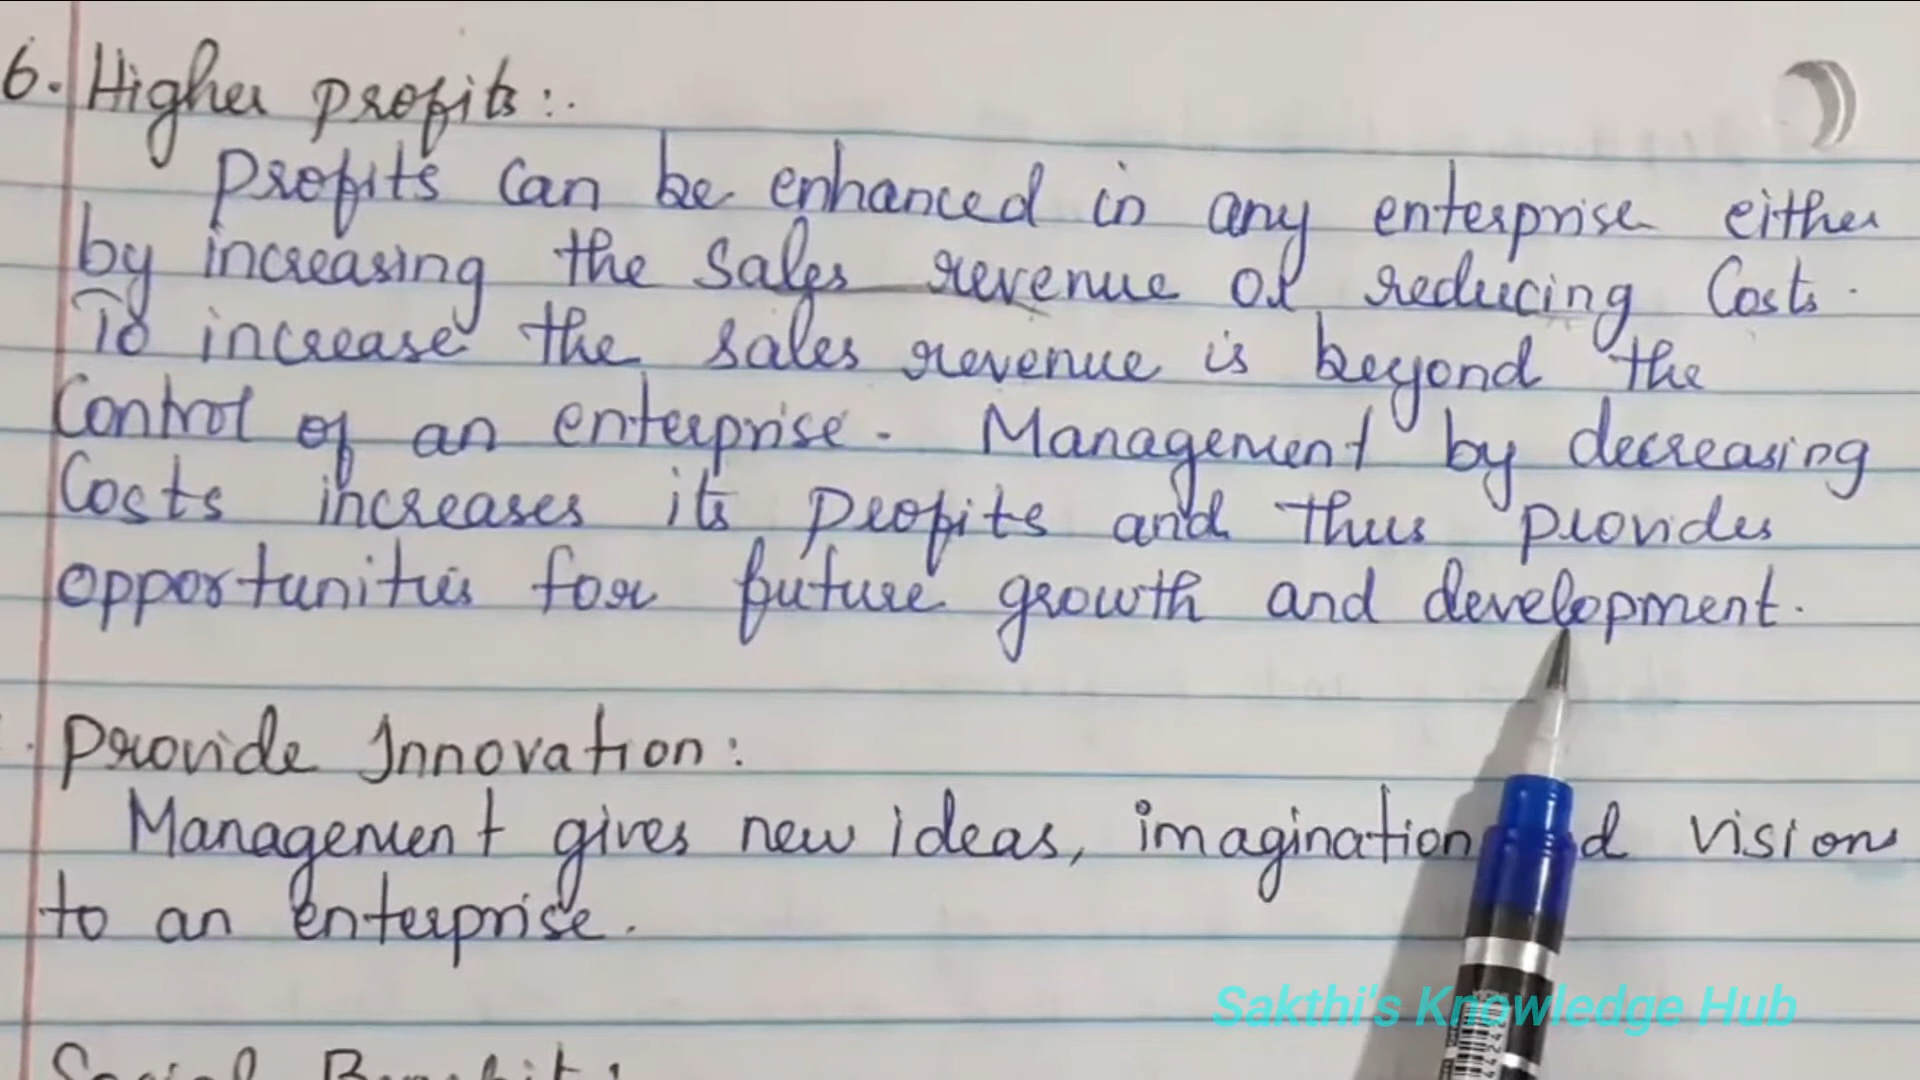 6. Higher profits:.
Profits can be enhanced in any enterprise either
by increasing the sales revenue or reducing Costs.
To increase the sales revenue is beyond the
Control of an enterprise. Management by decreasing
Costs increases its profits and thus provides
opportunities for future growth and development.
Provide Innovation:
Management gives new ideas, imagination d visions
to an enterprise.
Sakthi's Knowledge Hub
Social Benefits: